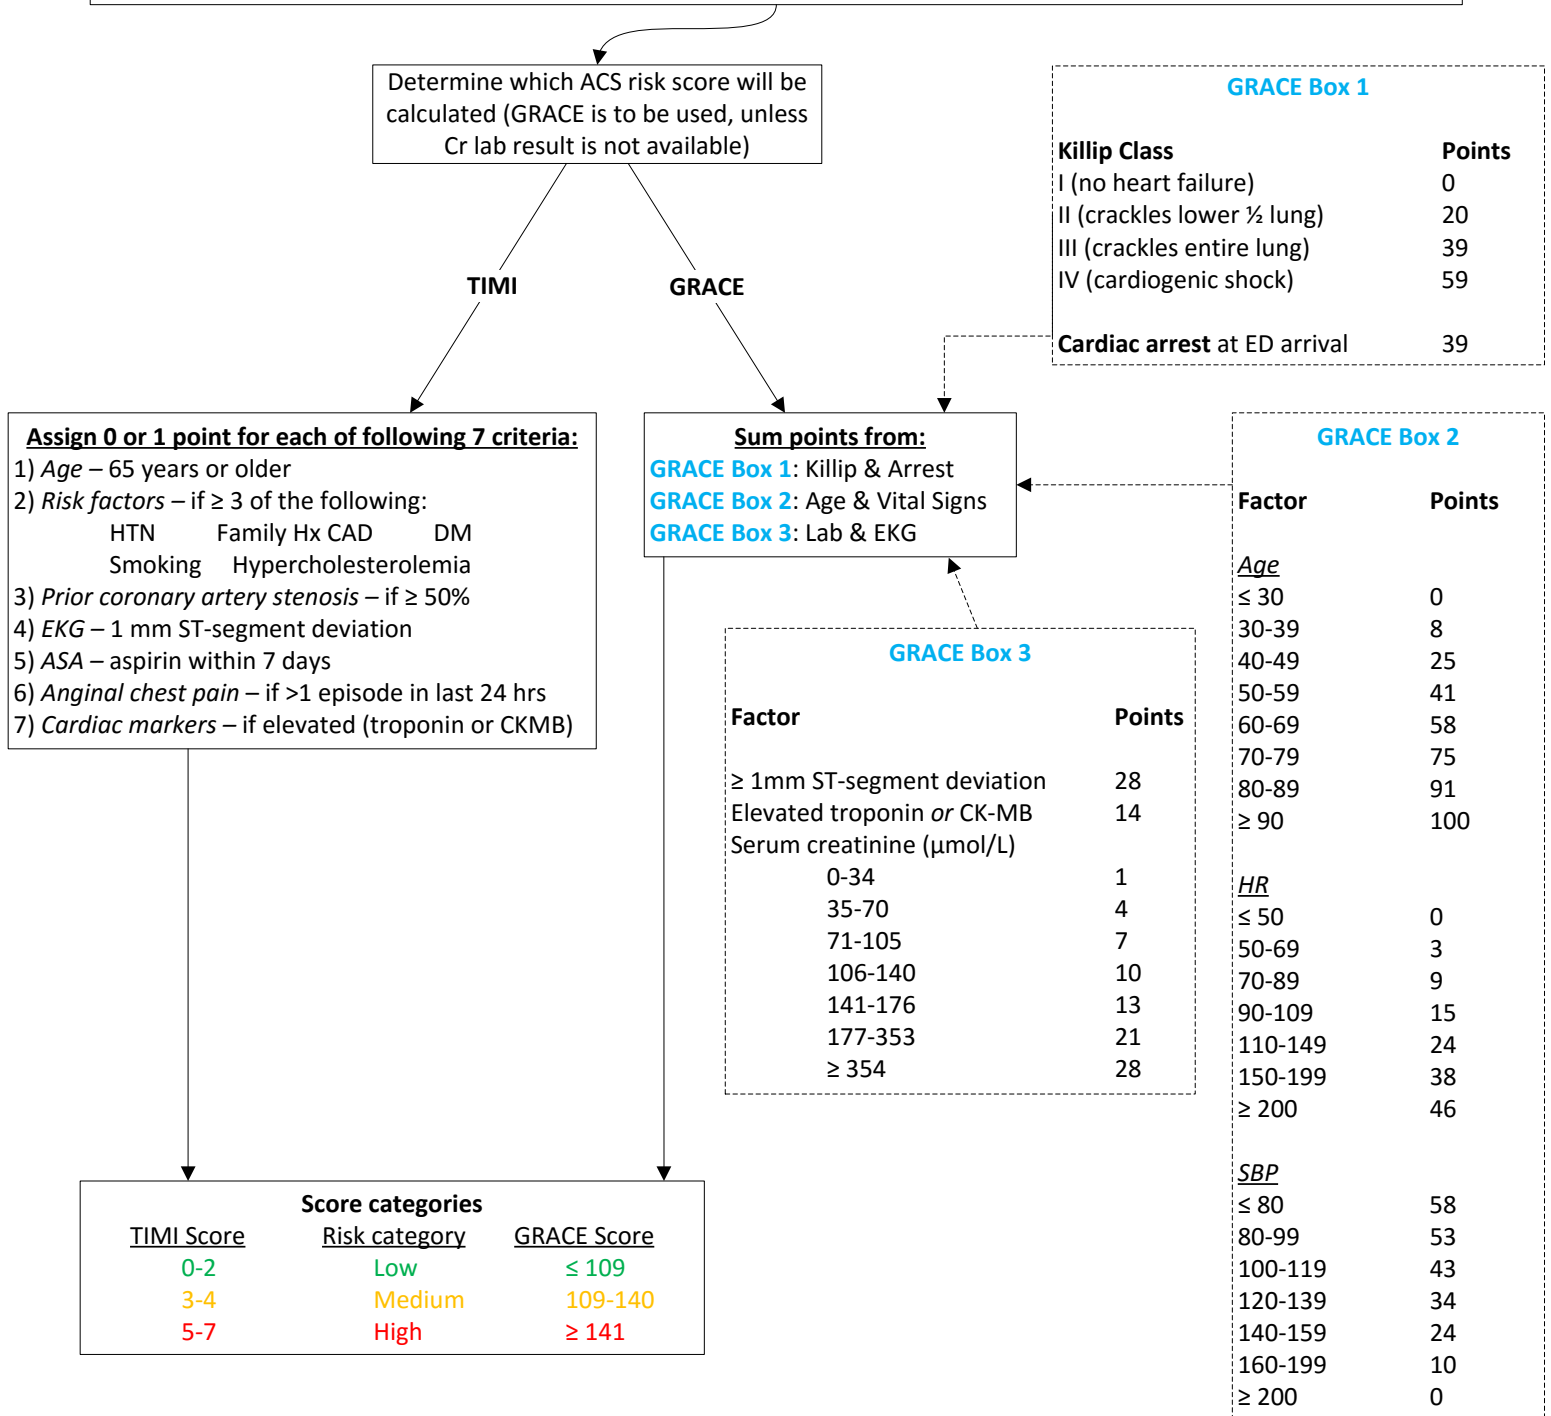 Determine which ACS risk score will be
calculated (GRACE is to be used, unless
Cr lab result is not available)
TIMI
GRACE
GRACE Box 1
Killip Class Points
I (no heart failure) 0
II (crackles lower ½ lung) 20
III (crackles entire lung) 39
IV (cardiogenic shock) 59
Cardiac arrest at ED arrival 39
Assign 0 or 1 point for each of following 7 criteria:
1) Age – 65 years or older
2) Risk factors – if ≥ 3 of the following:
HTN Family Hx CAD DM
Smoking Hypercholesterolemia
3) Prior coronary artery stenosis – if ≥ 50%
4) EKG – 1 mm ST-segment deviation
5) ASA – aspirin within 7 days
6) Anginal chest pain – if >1 episode in last 24 hrs
7) Cardiac markers – if elevated (troponin or CKMB)
Sum points from:
GRACE Box 1: Killip & Arrest
GRACE Box 2: Age & Vital Signs
GRACE Box 3: Lab & EKG
GRACE Box 2
Factor Points
Age
≤ 30 0
30-39 8
40-49 25
50-59 41
60-69 58
70-79 75
80-89 91
≥ 90 100
HR
≤ 50 0
50-69 3
70-89 9
90-109 15
110-149 24
150-199 38
≥ 200 46
SBP
≤ 80 58
80-99 53
100-119 43
120-139 34
140-159 24
160-199 10
≥ 200 0
GRACE Box 3
Factor Points
≥ 1mm ST-segment deviation 28
Elevated troponin or CK-MB 14
Serum creatinine (µmol/L)
0-34 1
35-70 4
71-105 7
106-140 10
141-176 13
177-353 21
≥ 354 28
Score categories
TIMI Score Risk category GRACE Score
0-2 Low ≤ 109
3-4 Medium 109-140
5-7 High ≥ 141